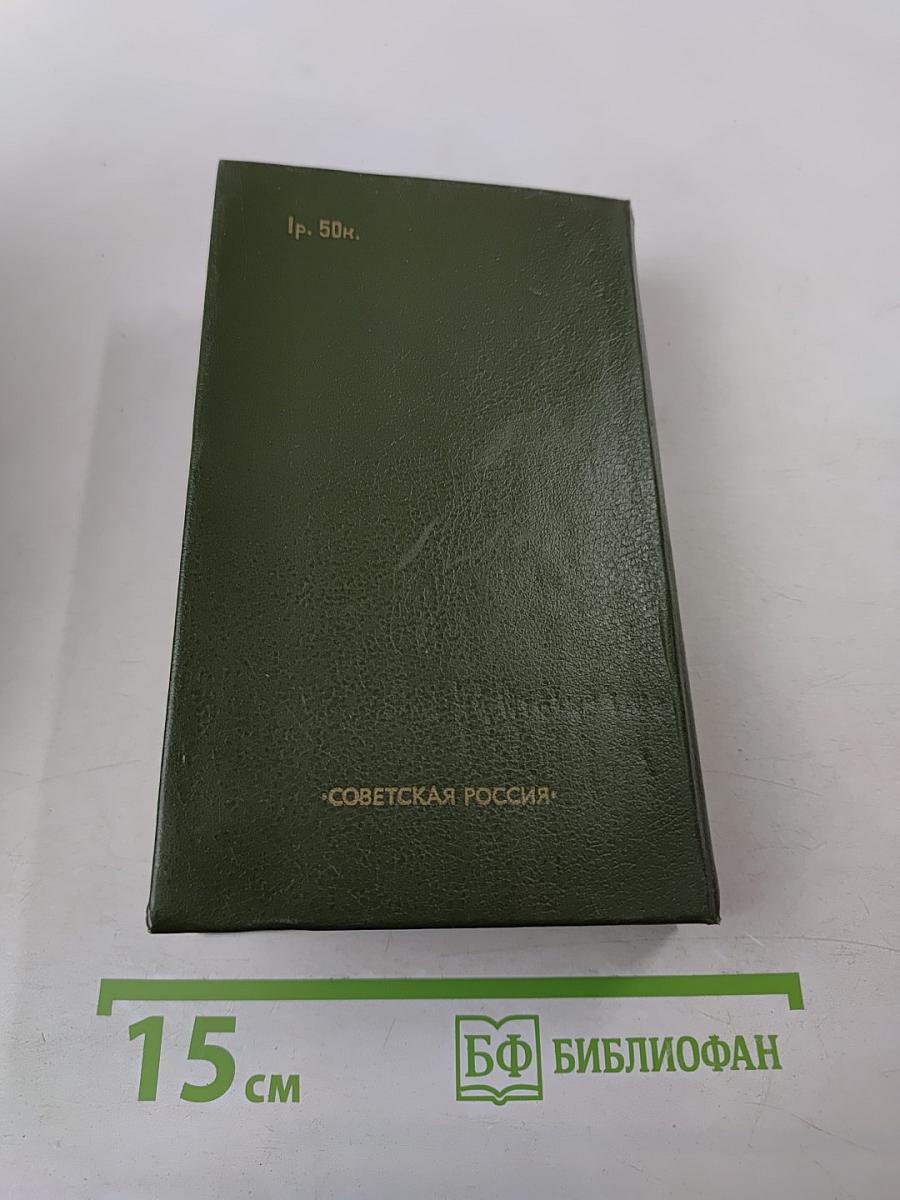 1р. 50к.
·СОВЕТСКАЯ РОССИЯ·
15 см
БФ БИБЛИОФАН